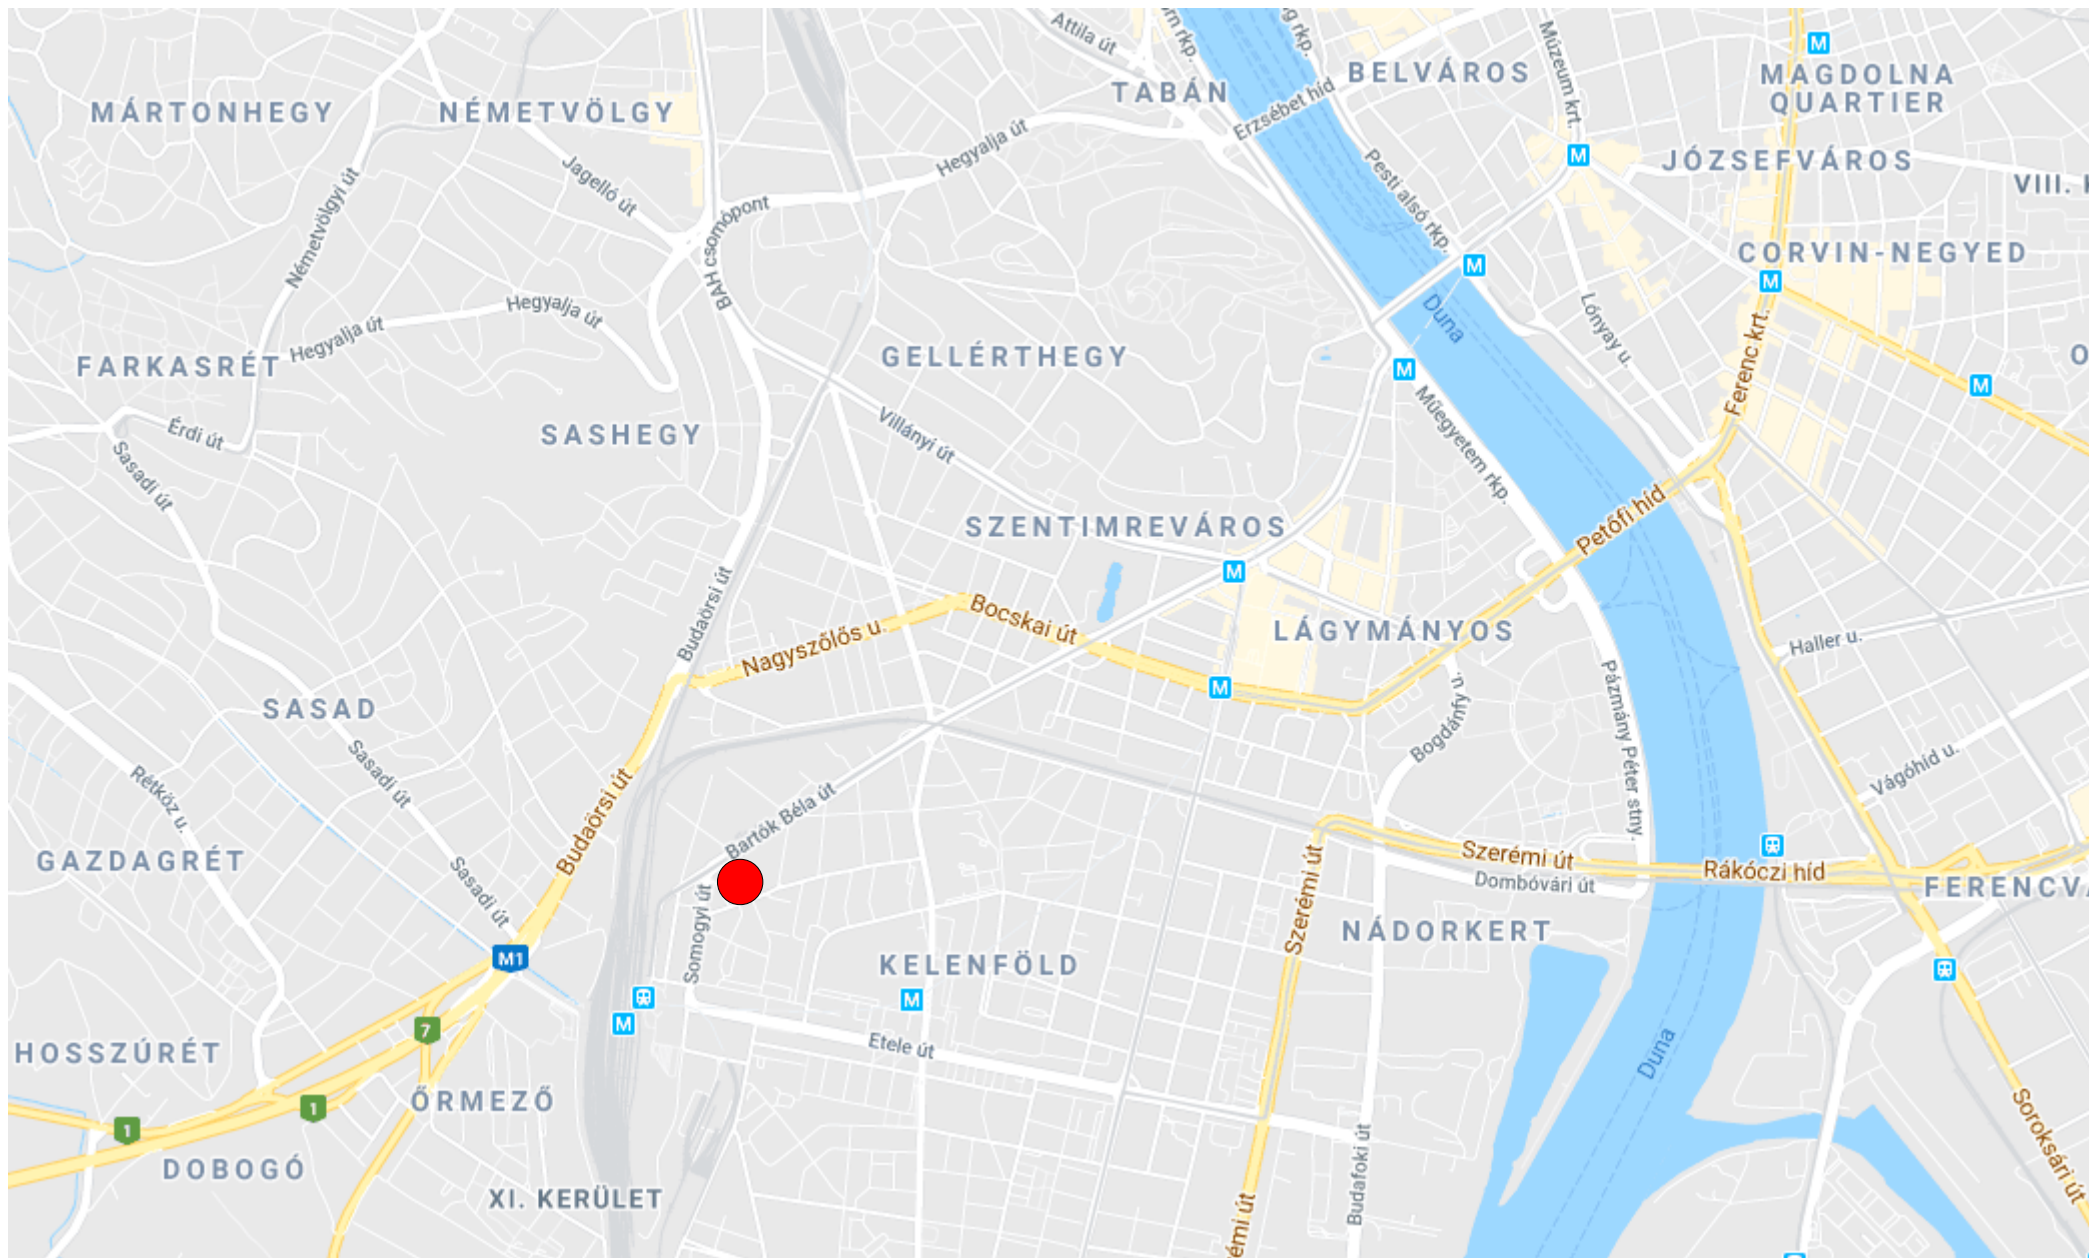 Attila út
rn rkp.
g rkp.
Múzeum krt.
M
TABÁN
BELVÁROS
MAGDOLNA
QUARTIER
MÁRTONHEGY
NÉMETVÖLGY
Erzsébet híd
Hegyalja út
M
JÓZSEFVÁROS
VIII.
Jagelló út
Pesti alsó rkp.
Németvölgyi út
BAH csomópont
M
CORVIN-NEGYED
M
Hegyalja út
Hegyalja út
Duna
Lónyay u.
FARKASRÉT
GELLÉRTHEGY
M
Ferenc krt.
M
O
Érdi út
SASHEGY
Villányi út
Műegyetem rkp.
Sasadi út
SZENTIMREVÁROS
Petőfi híd
M
Budaörsi út
Nagyszőlős u.
Bocskai út
LÁGYMÁNYOS
Haller u.
M
SASAD
Bogdánfy u.
Pázmány Péter stny.
Sasadi út
Rétköz u.
Budaörsi út
Bartók Béla út
Vágóhíd u.
GAZDAGRÉT
Sasadi út
Szerémi út
Szerémi út
Dombóvári út
Rákóczi híd
FERENCVÁ
Somogyi út
NÁDORKERT
M1
KELENFÖLD
M
7
M
HOSSZÚRÉT
Etele út
Duna
ŐRMEZŐ
1
1
DOBOGÓ
XI. KERÜLET
Budafoki út
Soroksári út
émi út